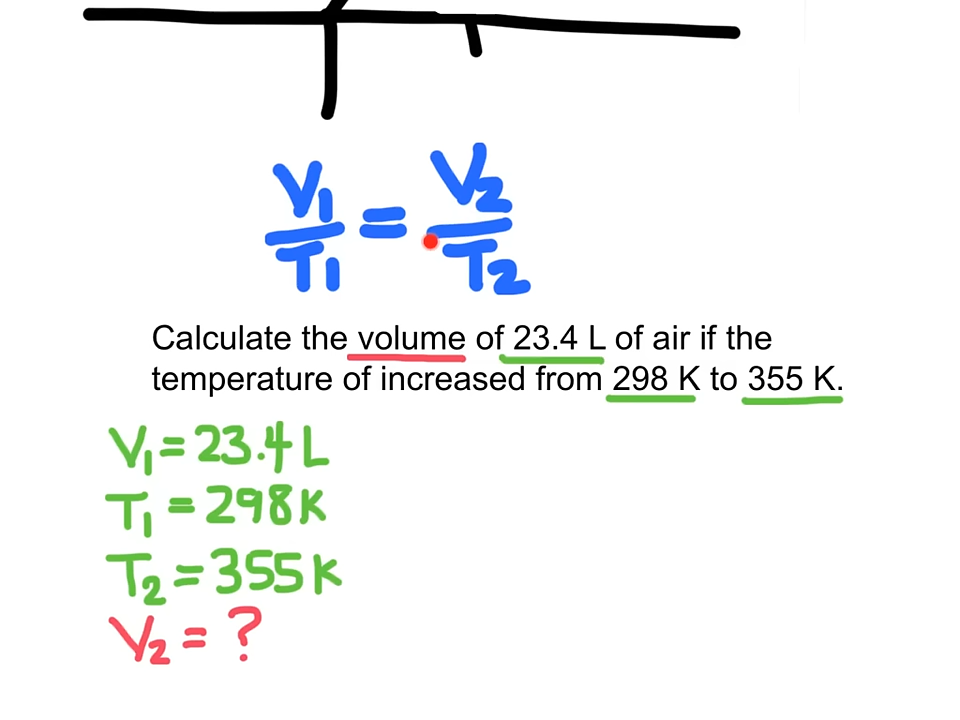 V₁ = V₂
T₁ T₂
Calculate the volume of 23.4 L of air if the
temperature of increased from 298 K to 355 K.
V₁ = 23.4 L
T₁ = 298 K
T₂ = 355 K
V₂ = ?